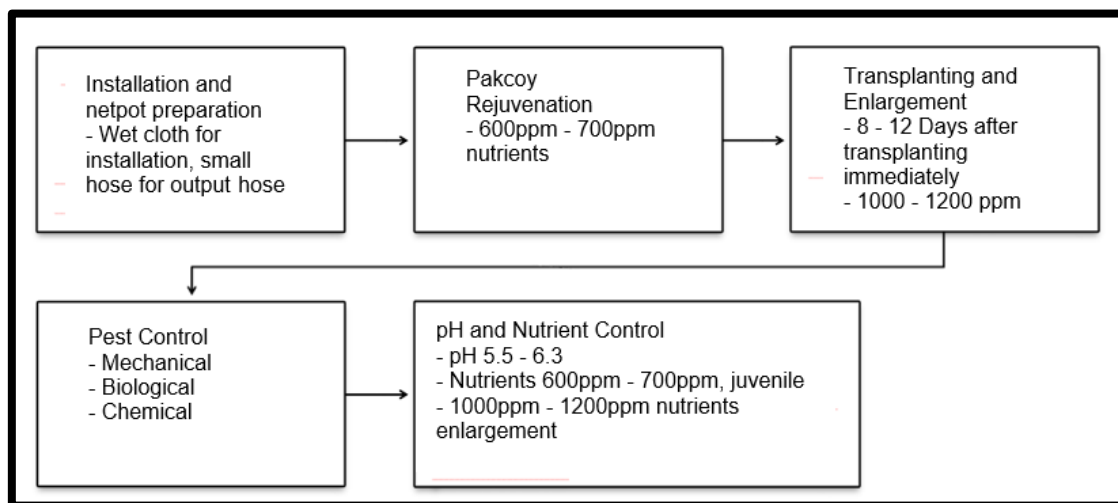 Installation and
netpot preparation
- Wet cloth for
installation, small
hose for output hose
Pakcoy
Rejuvenation
- 600ppm - 700ppm
nutrients
Transplanting and
Enlargement
- 8 - 12 Days after
transplanting
immediately
- 1000 - 1200 ppm
Pest Control
- Mechanical
- Biological
- Chemical
pH and Nutrient Control
- pH 5.5 - 6.3
- Nutrients 600ppm - 700ppm, juvenile
- 1000ppm - 1200ppm nutrients
enlargement